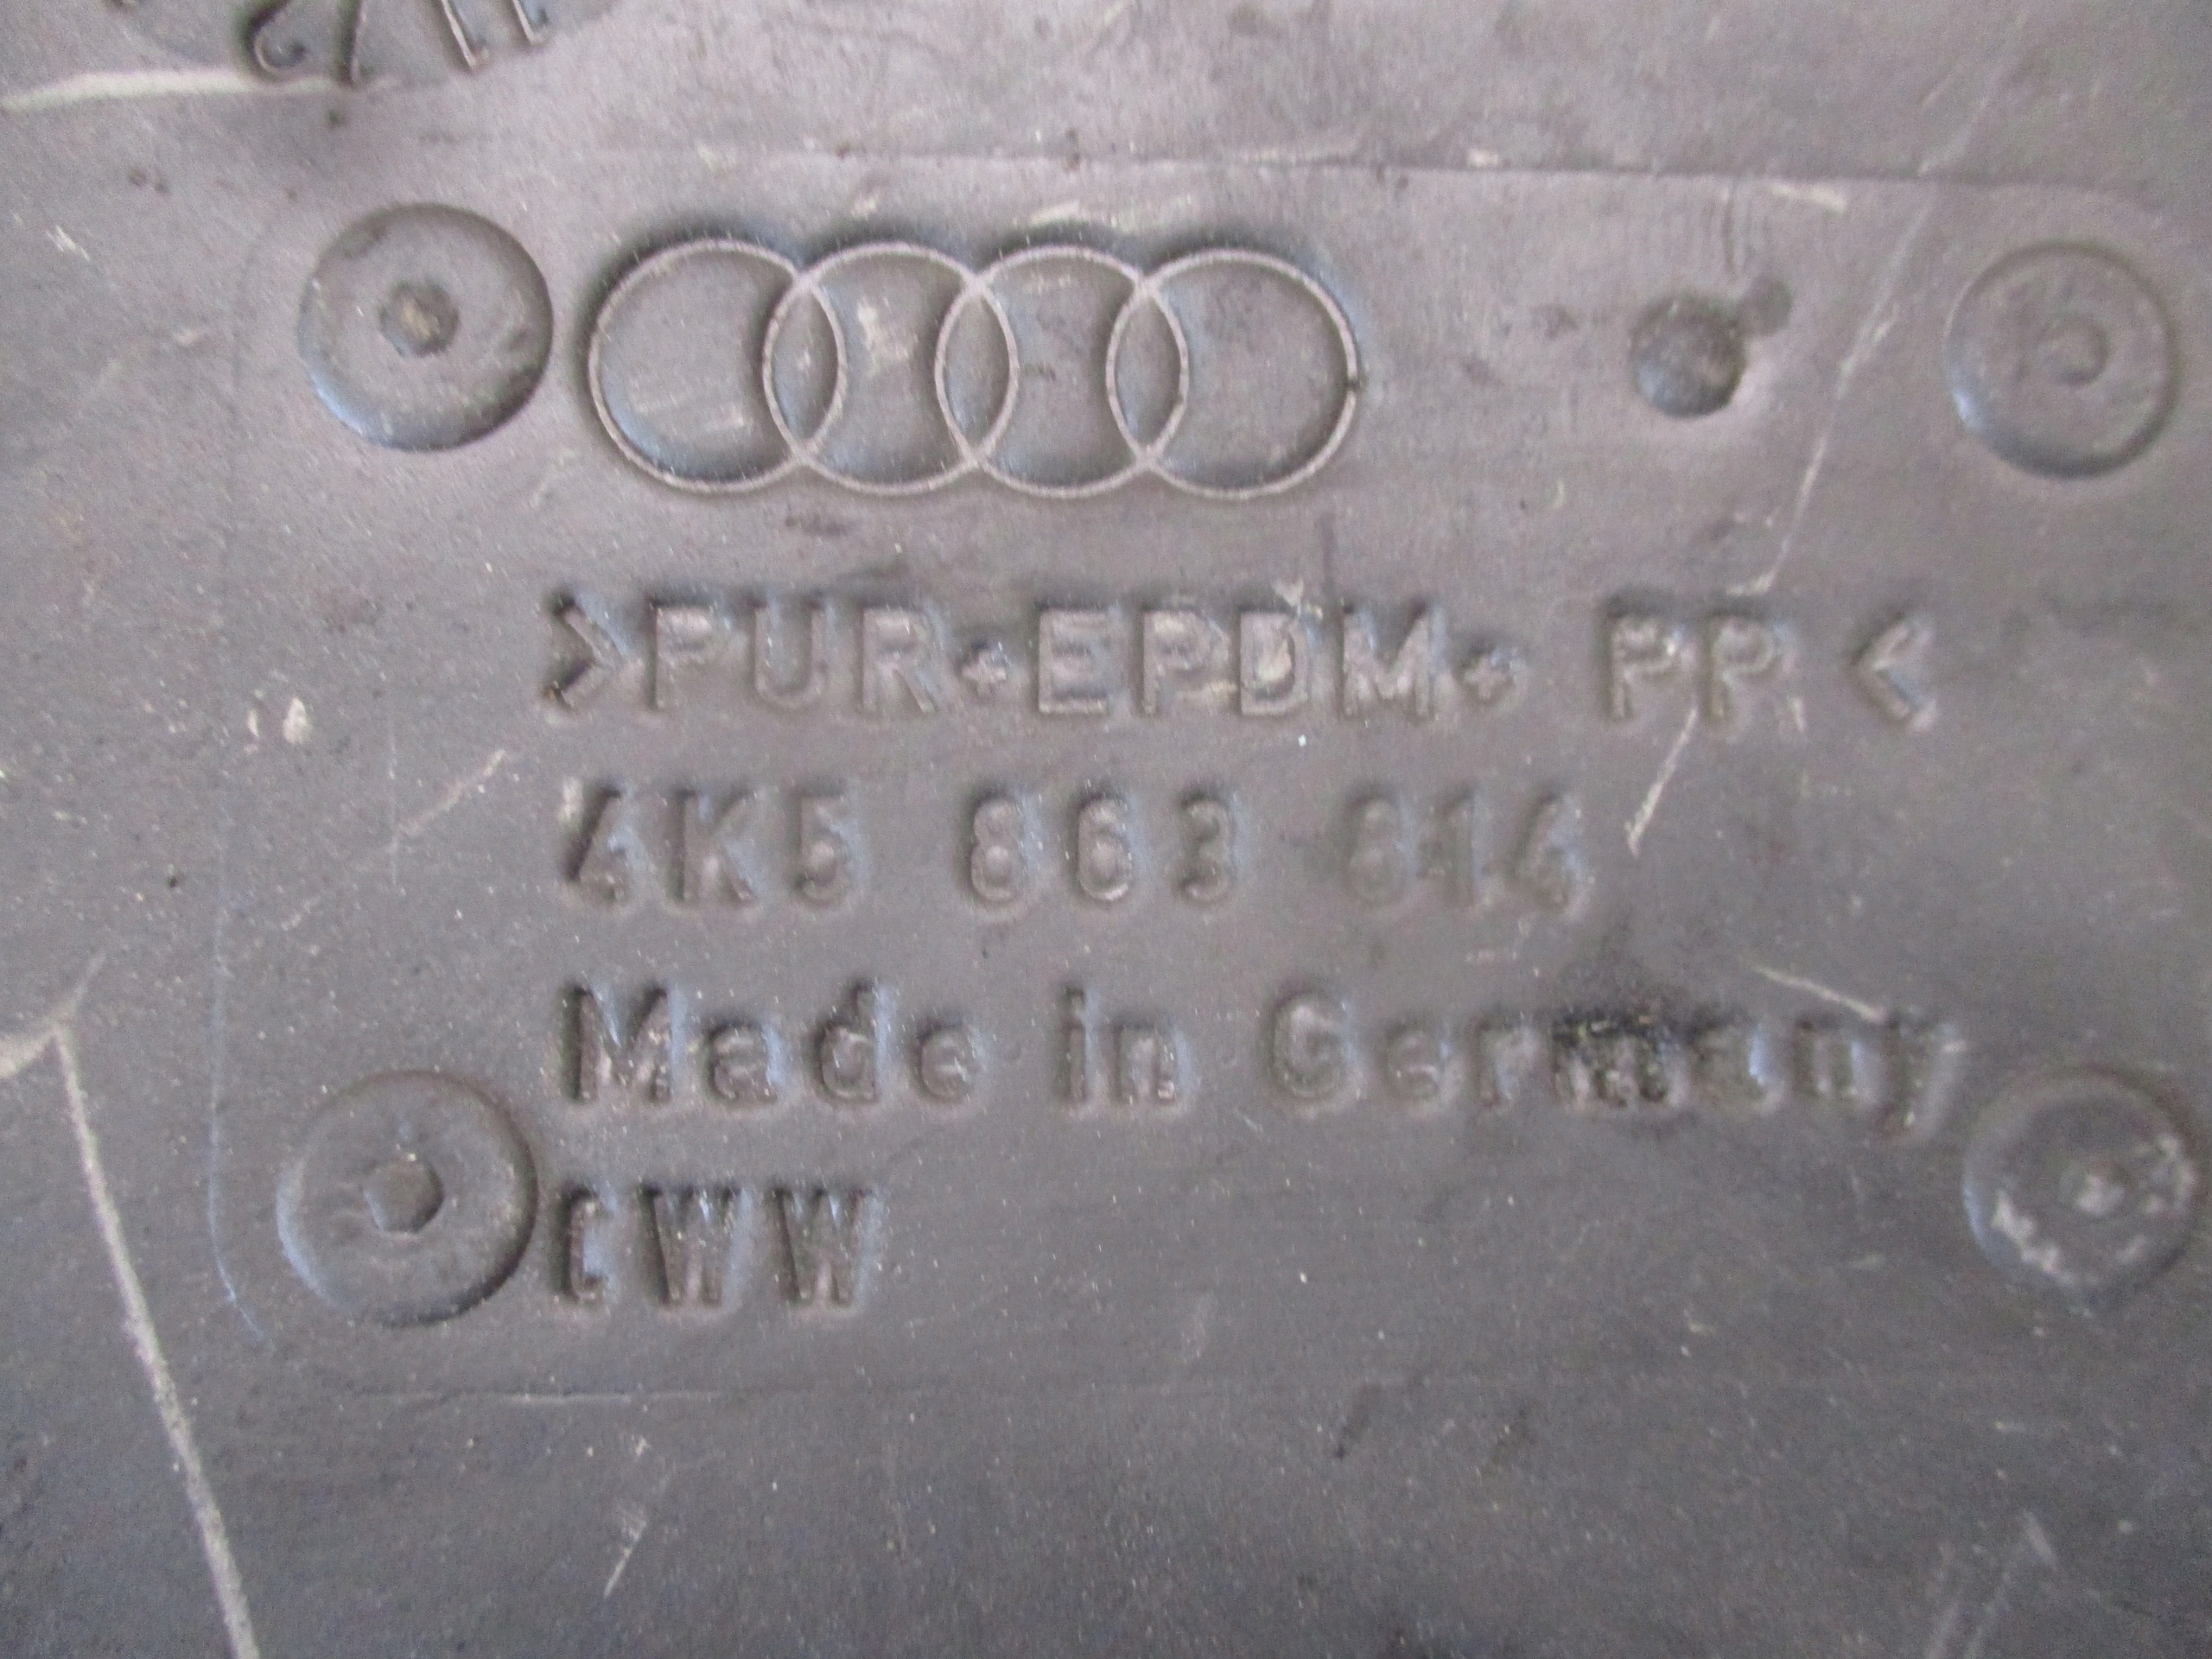 >PUR+EPDM+ PP<
4K5 863 814
Made in Germany
CWW